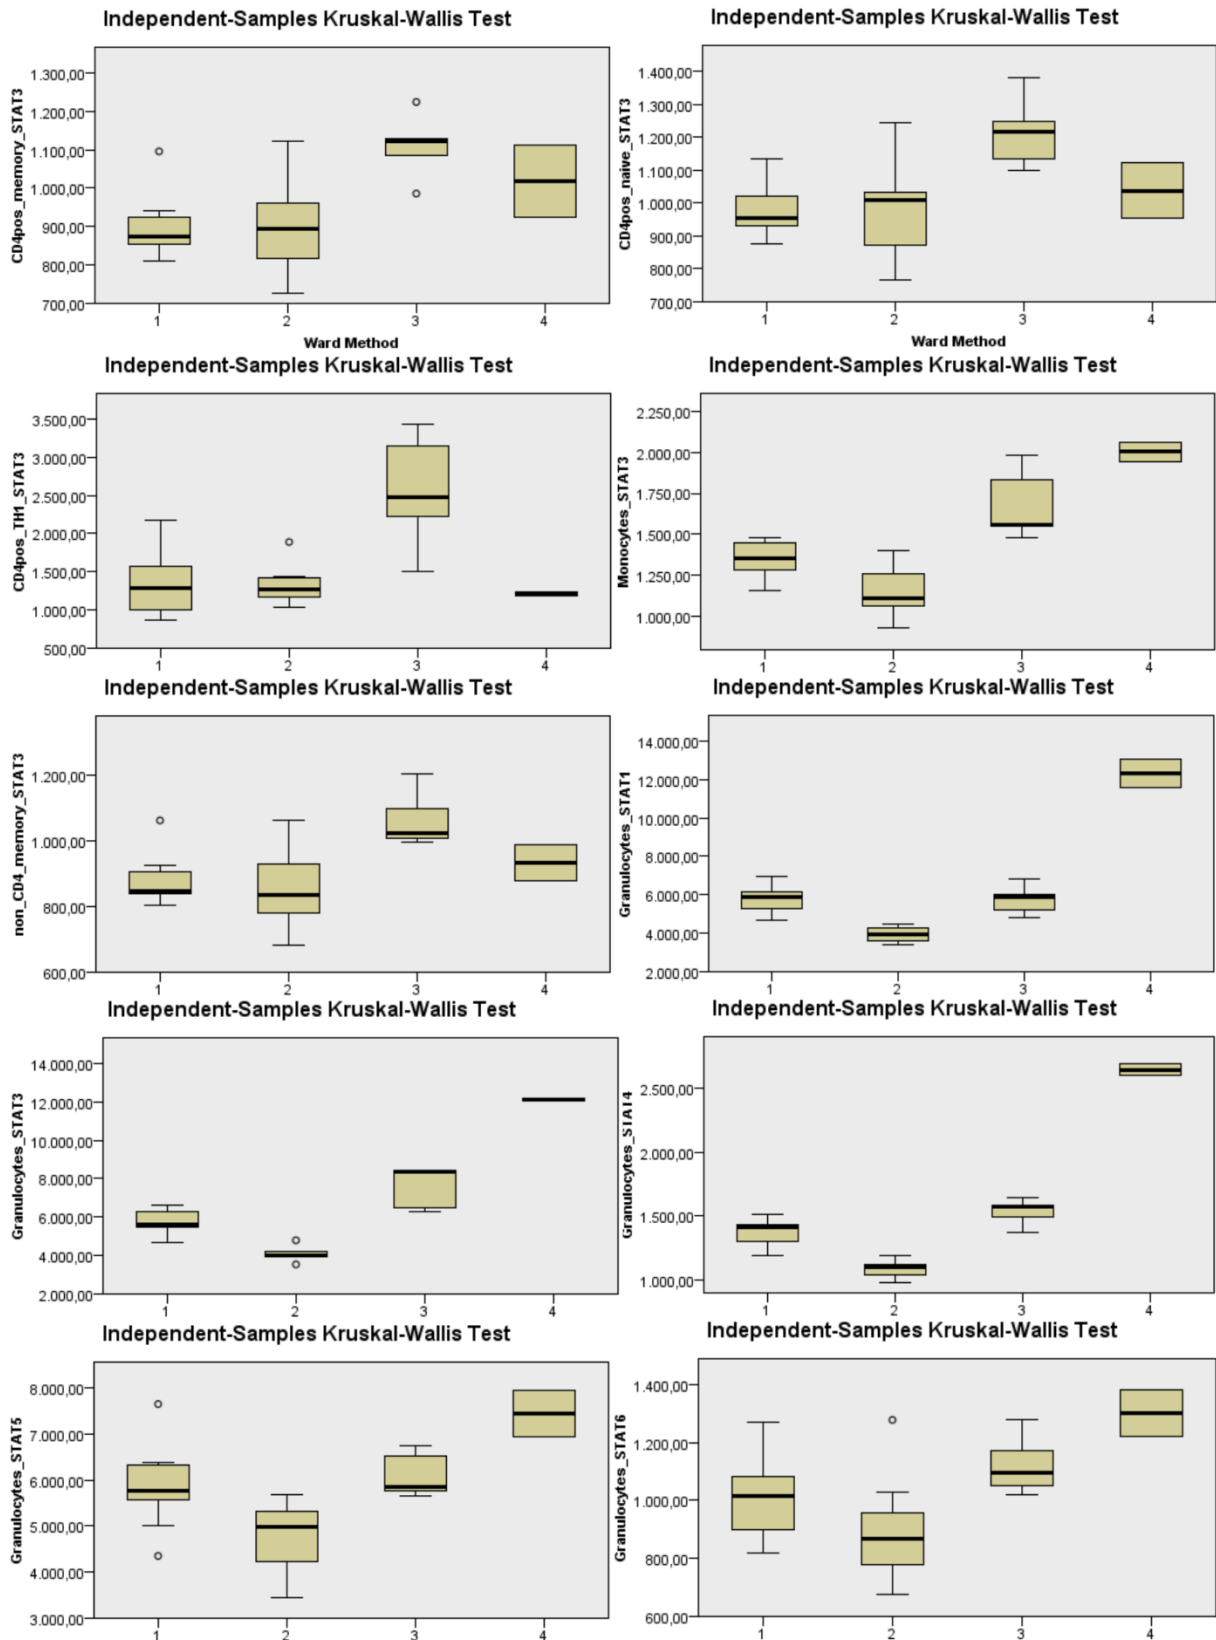 Independent-Samples Kruskal-Wallis Test
CD4pos_memory_STAT3
1.300,00
1.200,00
1.100,00
1.000,00
900,00
800,00
700,00
1 2 3 4
Ward Method
Independent-Samples Kruskal-Wallis Test
CD4pos_naive_STAT3
1.400,00
1.300,00
1.200,00
1.100,00
1.000,00
900,00
800,00
700,00
1 2 3 4
Ward Method
Independent-Samples Kruskal-Wallis Test
CD4pos_TH1_STAT3
3.500,00
3.000,00
2.500,00
2.000,00
1.500,00
1.000,00
500,00
1 2 3 4
Independent-Samples Kruskal-Wallis Test
Monocytes_STAT3
2.250,00
2.000,00
1.750,00
1.500,00
1.250,00
1.000,00
1 2 3 4
Independent-Samples Kruskal-Wallis Test
non_CD4_memory_STAT3
1.200,00
1.000,00
800,00
600,00
1 2 3 4
Independent-Samples Kruskal-Wallis Test
Granulocytes_STAT1
14.000,00
12.000,00
10.000,00
8.000,00
6.000,00
4.000,00
2.000,00
1 2 3 4
Independent-Samples Kruskal-Wallis Test
Granulocytes_STAT3
14.000,00
12.000,00
10.000,00
8.000,00
6.000,00
4.000,00
2.000,00
1 2 3 4
Independent-Samples Kruskal-Wallis Test
Granulocytes_STAT4
2.500,00
2.000,00
1.500,00
1.000,00
1 2 3 4
Independent-Samples Kruskal-Wallis Test
Granulocytes_STAT5
8.000,00
7.000,00
6.000,00
5.000,00
4.000,00
3.000,00
1 2 3 4
Independent-Samples Kruskal-Wallis Test
Granulocytes_STAT6
1.400,00
1.200,00
1.000,00
800,00
600,00
1 2 3 4